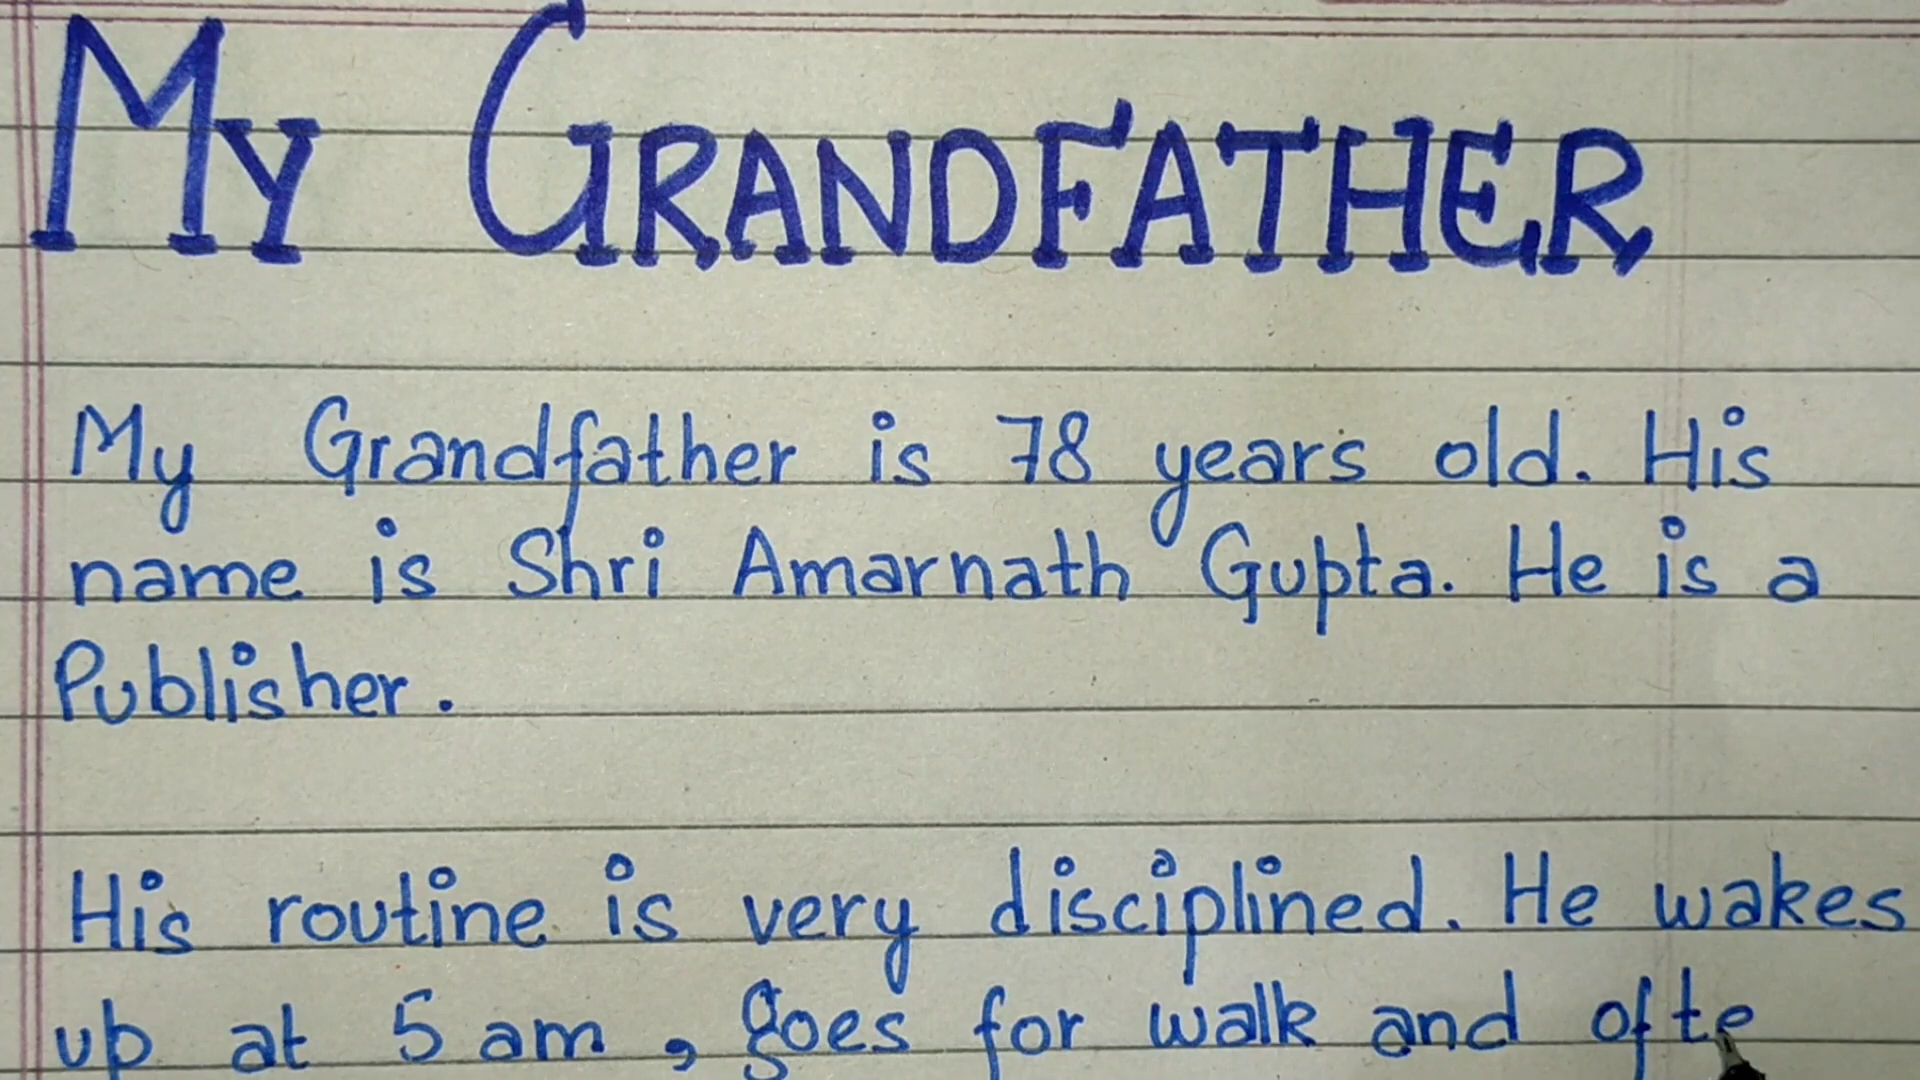 My GRANDFATHER
My Grandfather is 78 years old. His
name is Shri Amarnath Gupta. He is a
Publisher.
His routine is very disciplined. He wakes
up at 5 am, goes for walk and ofte